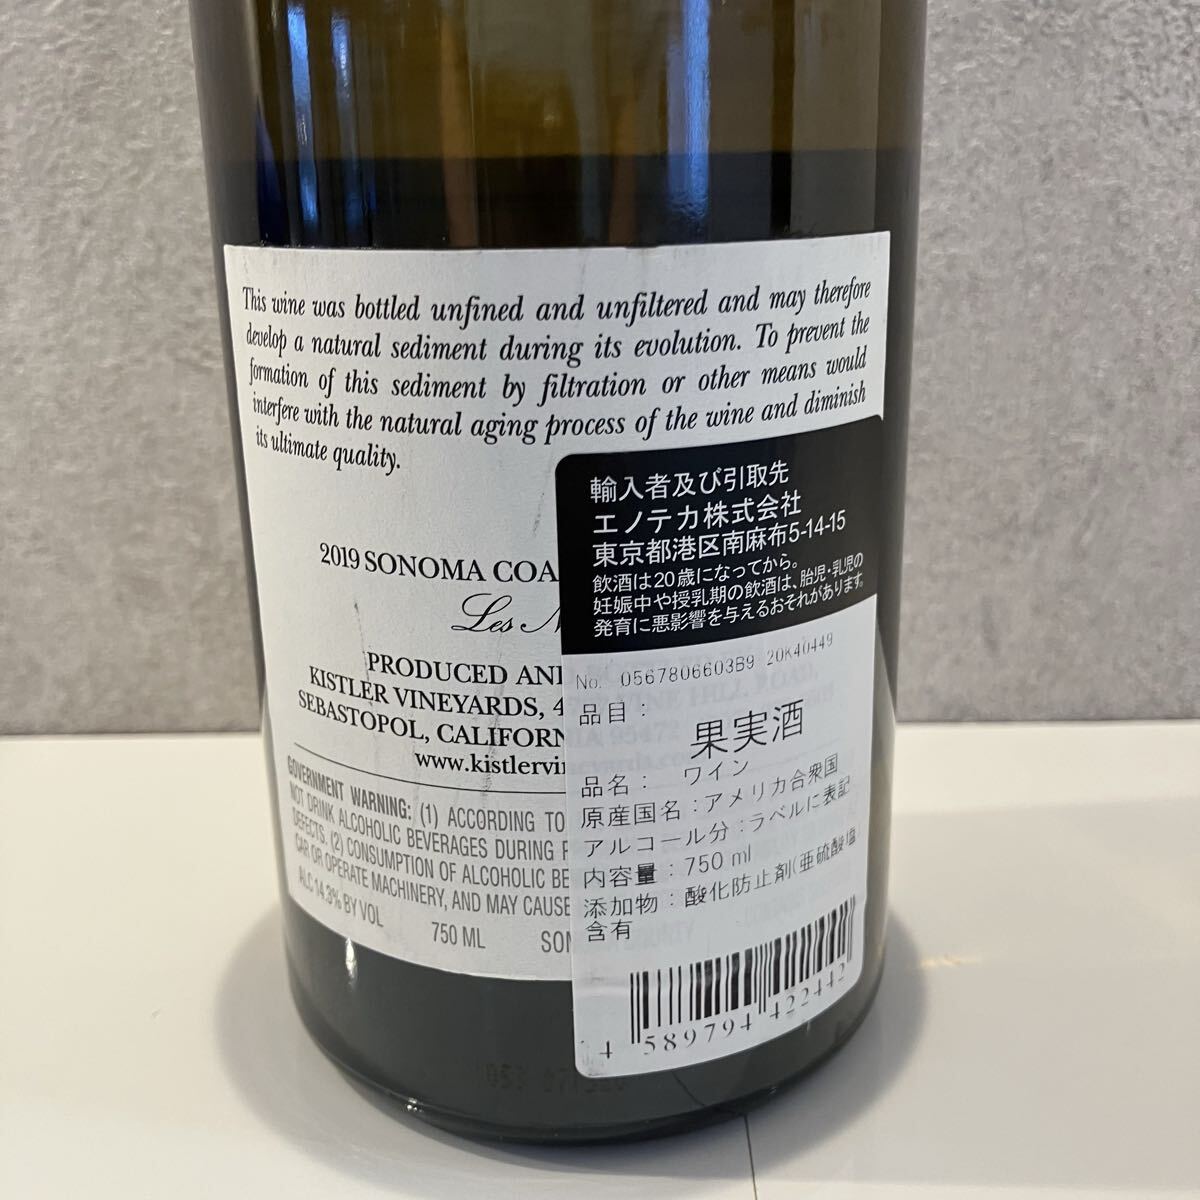 This wine was bottled unfined and unfiltered and may therefore
develop a natural sediment during its evolution. To prevent the
formation of this sediment by filtration or other means would
interfere with the natural aging process of the wine and diminish
its ultimate quality.
2019 SONOMA COA
Les N
PRODUCED AN
KISTLER VINEYARDS, 4
SEBASTOPOL, CALIFORN
www.kistlervin
GOVERNMENT WARNING: (1) ACCORDING TO
NOT DRINK ALCOHOLIC BEVERAGES DURING P
DEFECTS. (2) CONSUMPTION OF ALCOHOLIC BE
CAR OR OPERATE MACHINERY, AND MAY CAUSE
ALC 14.3% BY VOL 750 ML SON
輸入者及び引取先
エノテカ株式会社
東京都港区南麻布5-14-15
飲酒は20歳になってから。
妊娠中や授乳期の飲酒は、胎児・乳児の
発育に悪影響を与えるおそれがあります。
No. 0567806603B9 20K40449
品目：
果実酒
品名： ワイン
原産国名：アメリカ合衆国
アルコール分：ラベルに表記
内容量：750 ml
添加物：酸化防止剤(亜硫酸塩
含有
4 589794 422442